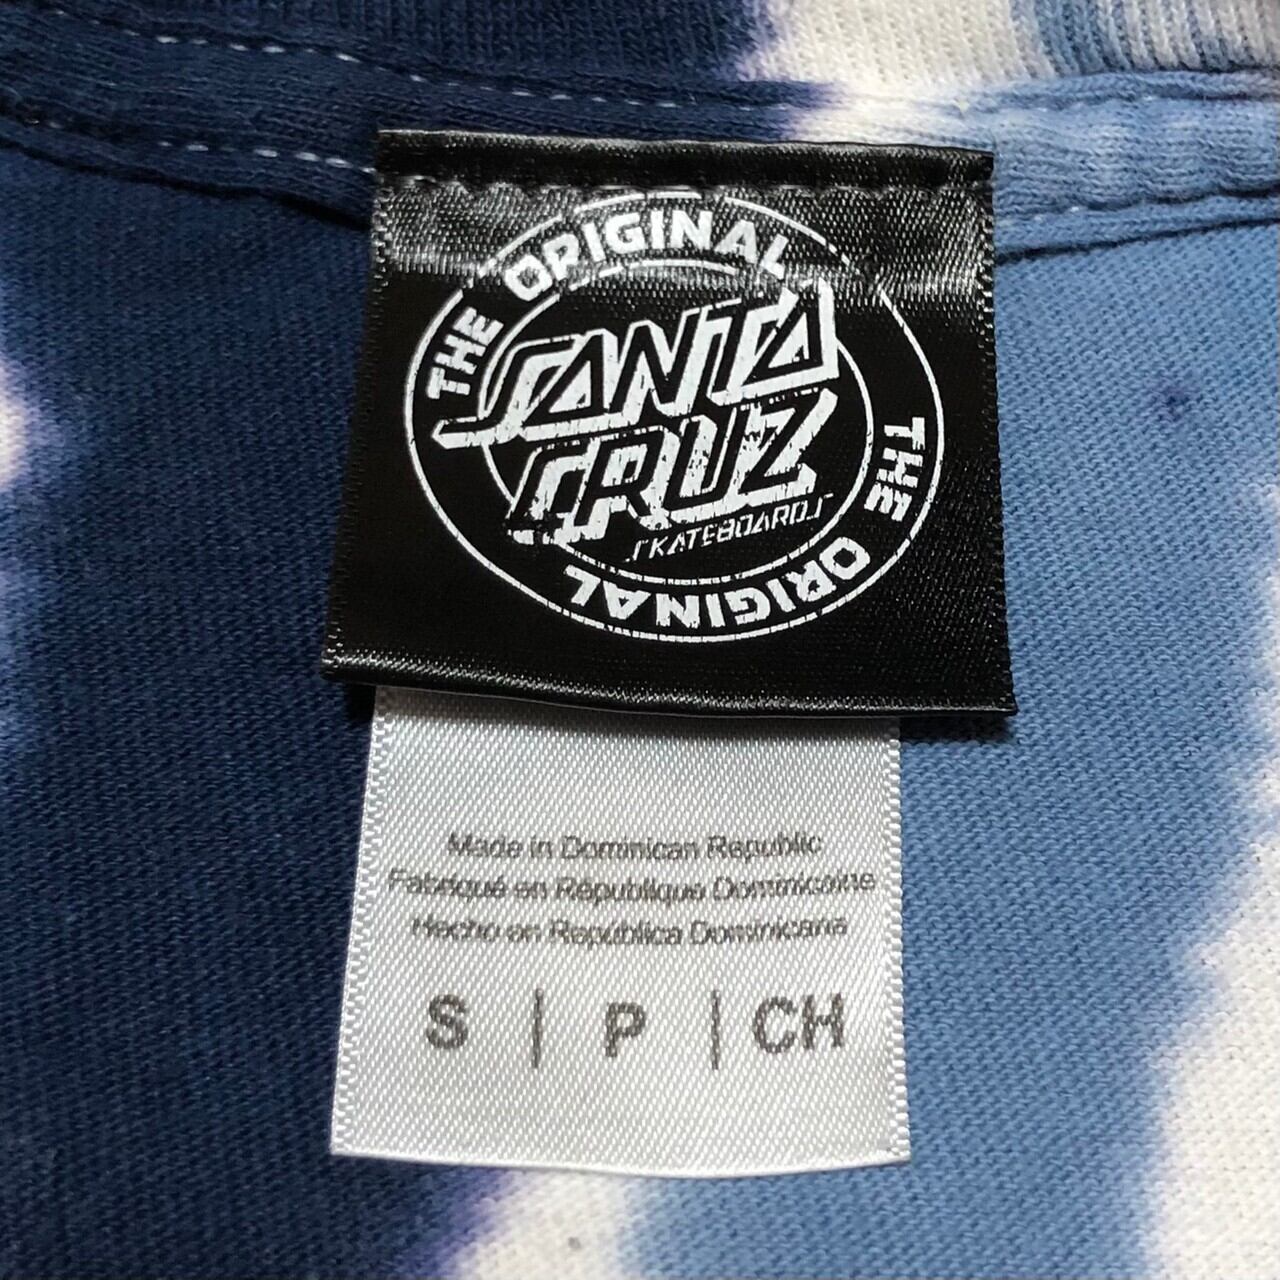 THE ORIGINAL
SANTA
CRUZ
SKATEBOARDS
THE ORIGINAL
Made in Dominican Republic
Fabriqué en République Dominicaine
Hecho en República Dominicana
S | P | CH